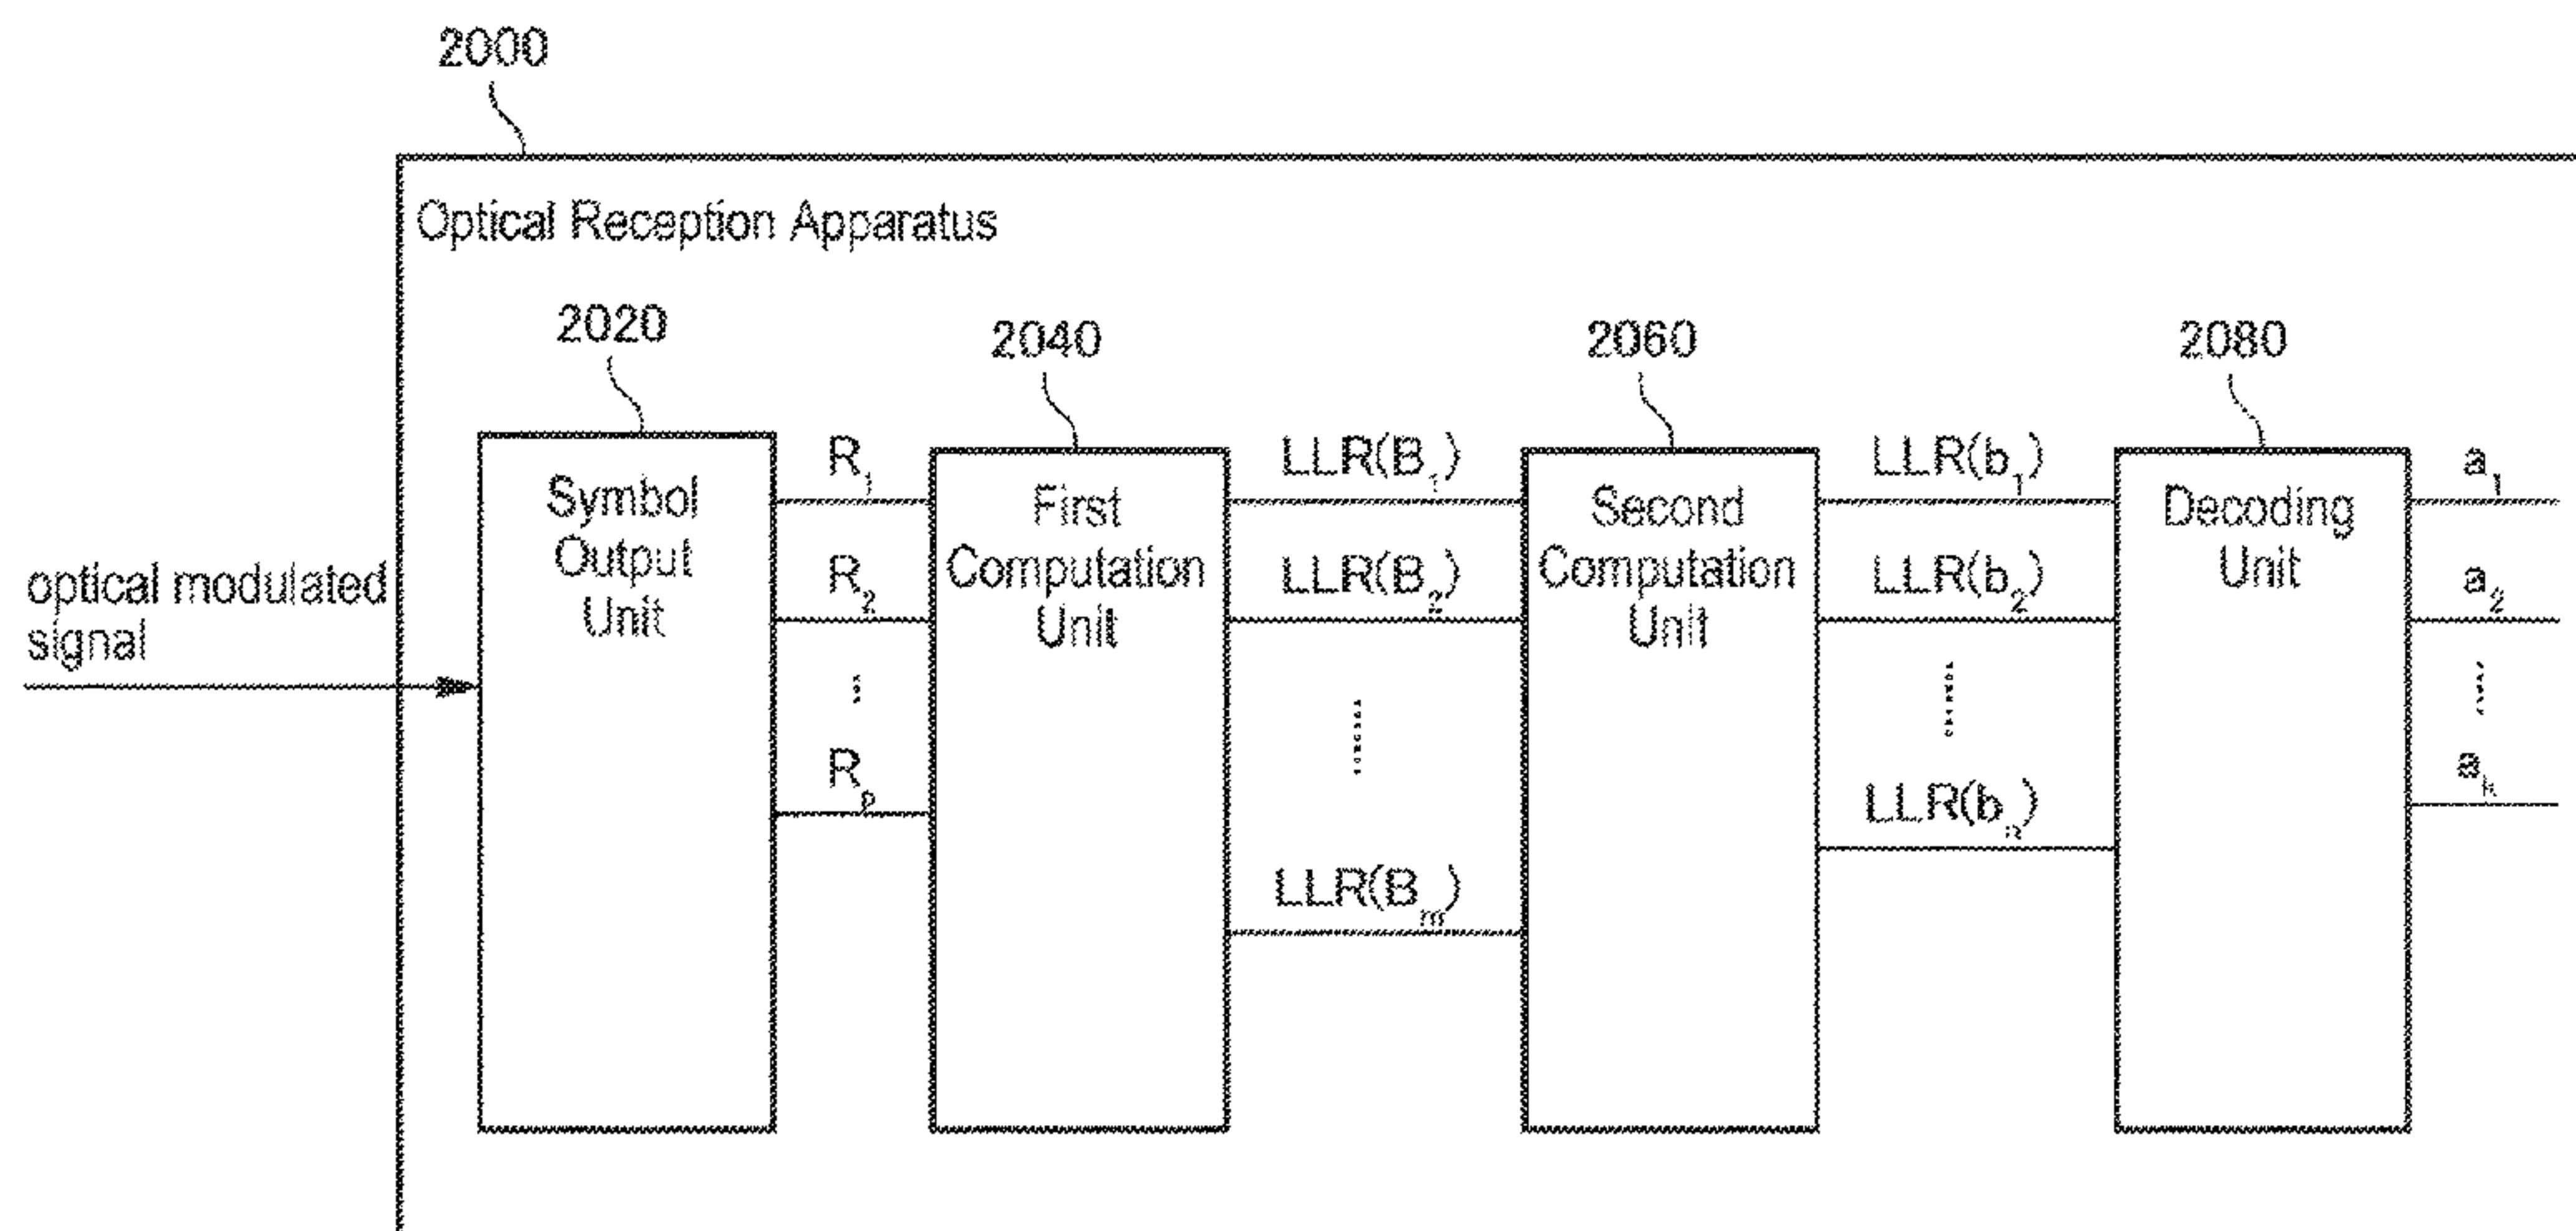 2000
Optical Reception Apparatus
2020
2040
2060
2080
optical modulated
signal
Symbol
Output
Unit
R₁
R₂
Rₚ
First
Computation
Unit
LLR(B₁)
LLR(B₂)
LLR(Bₘ)
Second
Computation
Unit
LLR(b₁)
LLR(b₂)
LLR(bₙ)
Decoding
Unit
a₁
a₂
aₖ